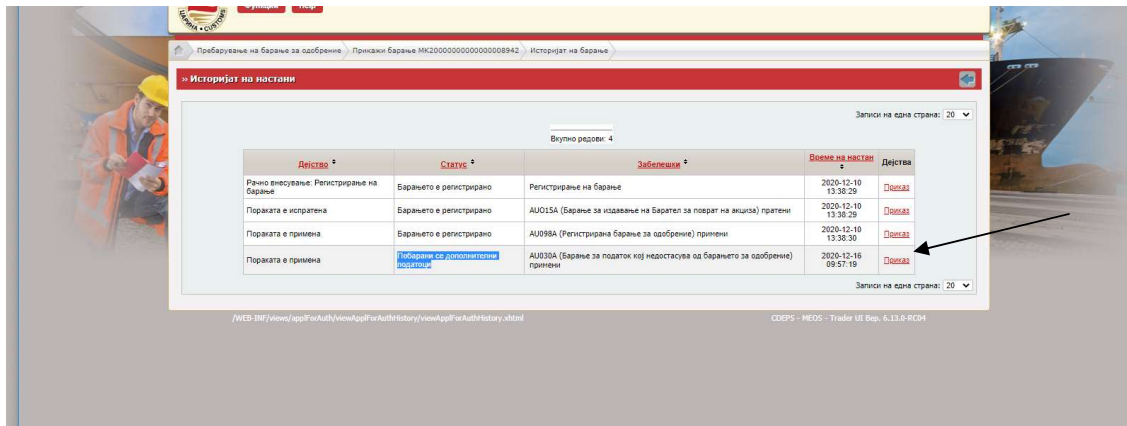 ЦАРИНА • CUSTOMS
Функции Help
Пребарување на барање за одобрение Прикажи барање MK20000000000000008942 Историјат на барање
» Историјат на настани
Записи на една страна: 20
Вкупно редови: 4
Дејство Статус Забелешки Време на настан Дејства
Рачно внесување: Регистрирање на барање Барањето е регистрирано Регистрирање на барање 2020-12-10 13:38:29 Приказ
Пораката е испратена Барањето е регистрирано AUO15A (Барање за издавање на Барател за поврат на акциза) пратени 2020-12-10 13:38:29 Приказ
Пораката е примена Барањето е регистрирано AU098A (Регистрирана барање за одобрение) примени 2020-12-10 13:38:30 Приказ
Пораката е примена Побарани се дополнителни податоци AU030A (Барање за податок кој недостасува од барањето за одобрение) примени 2020-12-16 09:57:19 Приказ
Записи на една страна: 20
/WEB-INF/views/applForAuth/viewApplForAuthHistory/viewApplForAuthHistory.xhtml CDEPS - MEOS - Trader UI Вер. 6.13.0-RC04